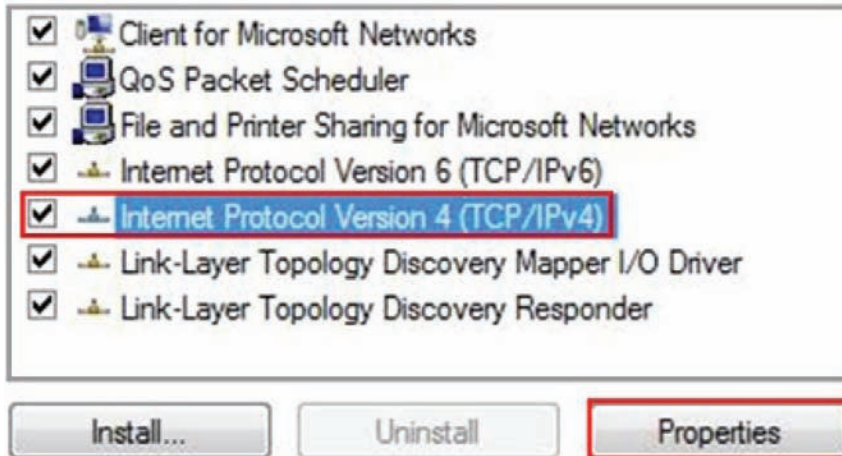 Client for Microsoft Networks
QoS Packet Scheduler
File and Printer Sharing for Microsoft Networks
Internet Protocol Version 6 (TCP/IPv6)
Internet Protocol Version 4 (TCP/IPv4)
Link-Layer Topology Discovery Mapper I/O Driver
Link-Layer Topology Discovery Responder
Install... Uninstall Properties